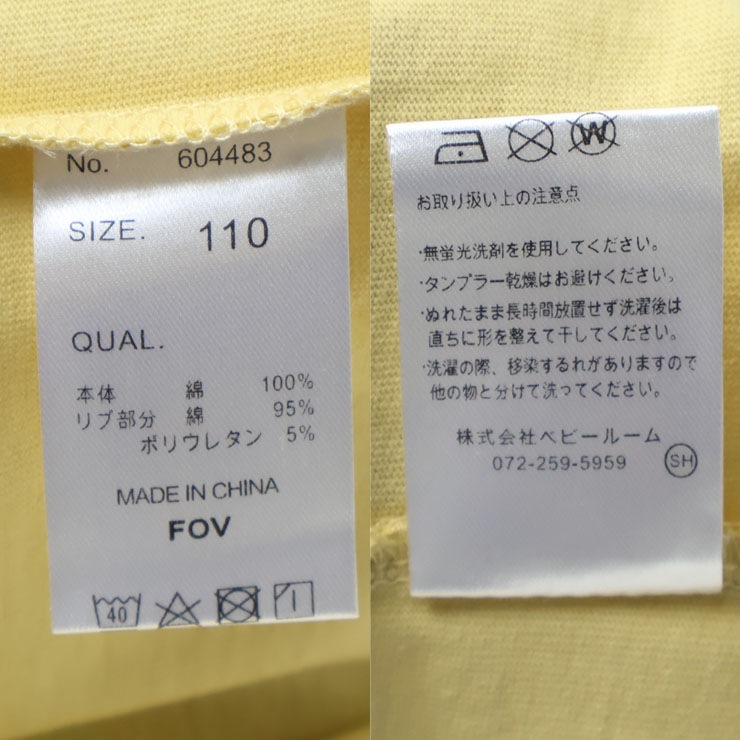 No. 604483
SIZE. 110
QUAL.
本体 綿 100%
リブ部分 綿 95%
ポリウレタン 5%
MADE IN CHINA
FOV
40
W
お取り扱い上の注意点
・無蛍光洗剤を使用してください。
・タンプラー乾燥はお避けください。
・ぬれたまま長時間放置せず洗濯後は
直ちに形を整えて干してください。
・洗濯の際、移染するれがありますので
他の物と分けて洗ってください。
株式会社ベビールーム
072-259-5959
SH